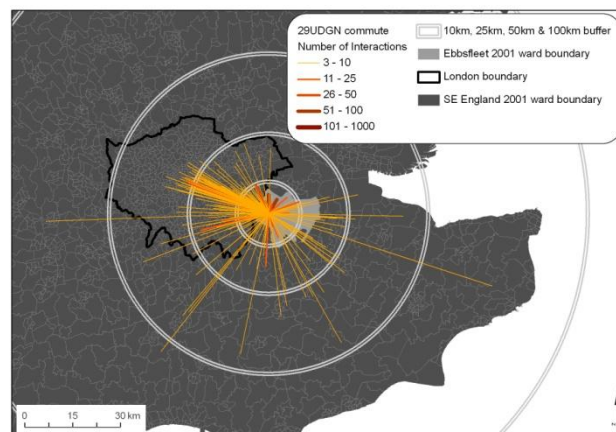 29UDGN commute
Number of Interactions
3 - 10
11 - 25
26 - 50
51 - 100
101 - 1000
10km, 25km, 50km & 100km buffer
Ebbsfleet 2001 ward boundary
London boundary
SE England 2001 ward boundary
0 15 30 km